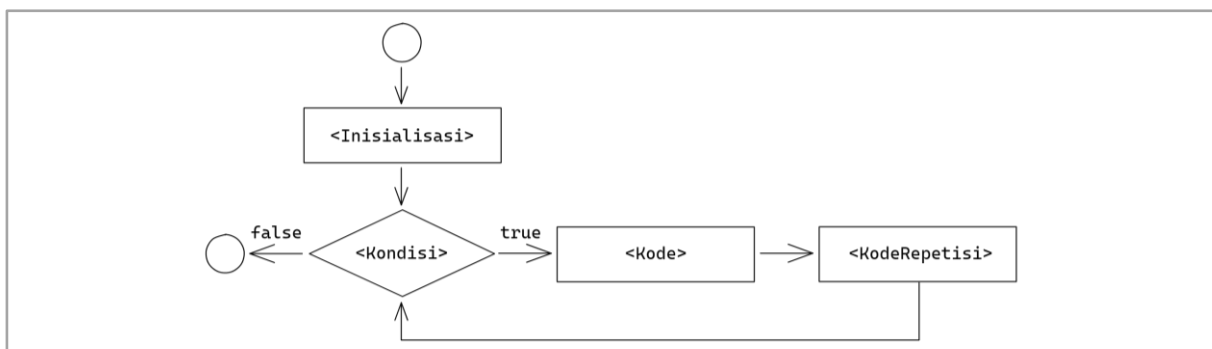 <Inisialisasi>
false
<Kondisi>
true
<Kode>
<KodeRepetisi>